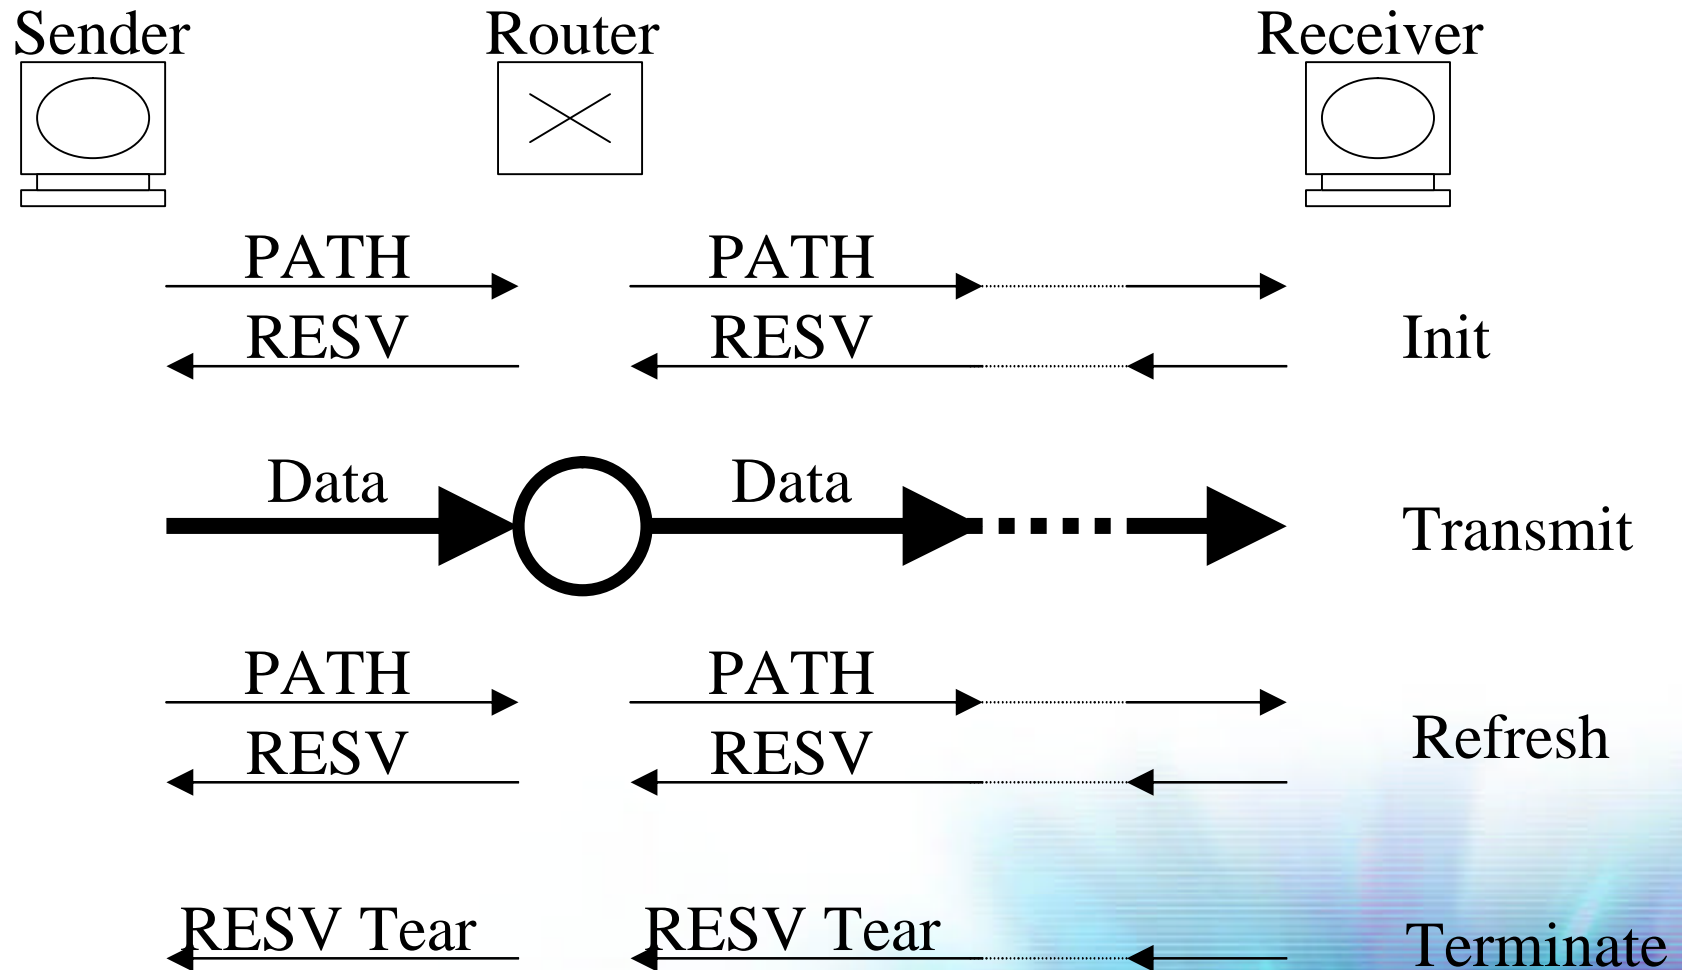 Sender Router Receiver
PATH PATH
RESV RESV Init
Data Data
Transmit
PATH PATH
RESV RESV Refresh
RESV Tear RESV Tear Terminate